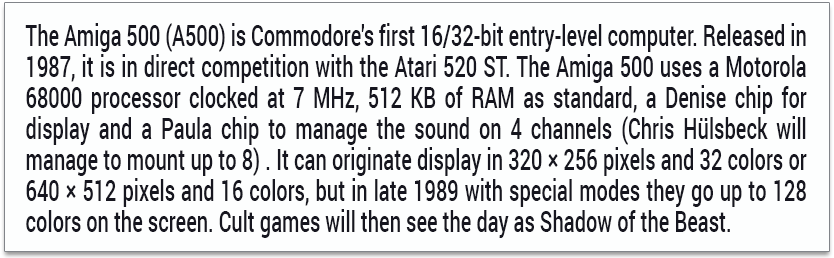 The Amiga 500 (A500) is Commodore's first 16/32-bit entry-level computer. Released in
1987, it is in direct competition with the Atari 520 ST. The Amiga 500 uses a Motorola
68000 processor clocked at 7 MHz, 512 KB of RAM as standard, a Denise chip for
display and a Paula chip to manage the sound on 4 channels (Chris Hülsbeck will
manage to mount up to 8) . It can originate display in 320 × 256 pixels and 32 colors or
640 × 512 pixels and 16 colors, but in late 1989 with special modes they go up to 128
colors on the screen. Cult games will then see the day as Shadow of the Beast.